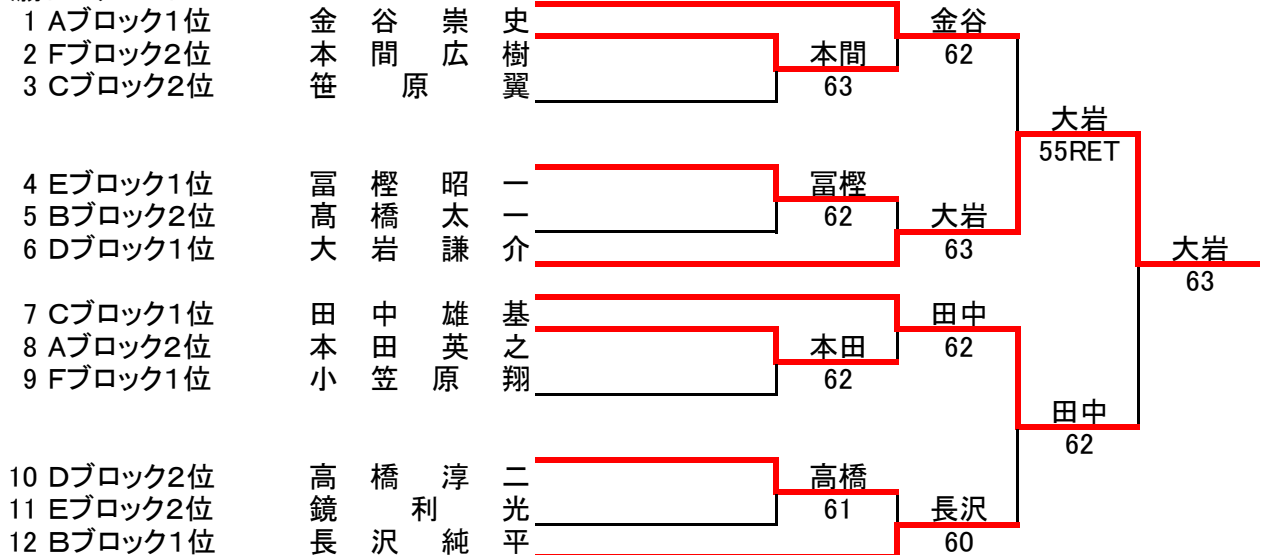 1 Aブロック1位 金谷崇史 金谷
2 Fブロック2位 本間広樹 本間 62
3 Cブロック2位 笹原翼 63
大岩
55RET
4 Eブロック1位 冨樫昭一 冨樫
5 Bブロック2位 髙橋太一 62 大岩
6 Dブロック1位 大岩謙介 63 大岩
63
7 Cブロック1位 田中雄基 田中
8 Aブロック2位 本田英之 本田 62
9 Fブロック1位 小笠原翔 62
田中
62
10 Dブロック2位 高橋淳二 高橋
11 Eブロック2位 鏡利光 61 長沢
12 Bブロック1位 長沢純平 60